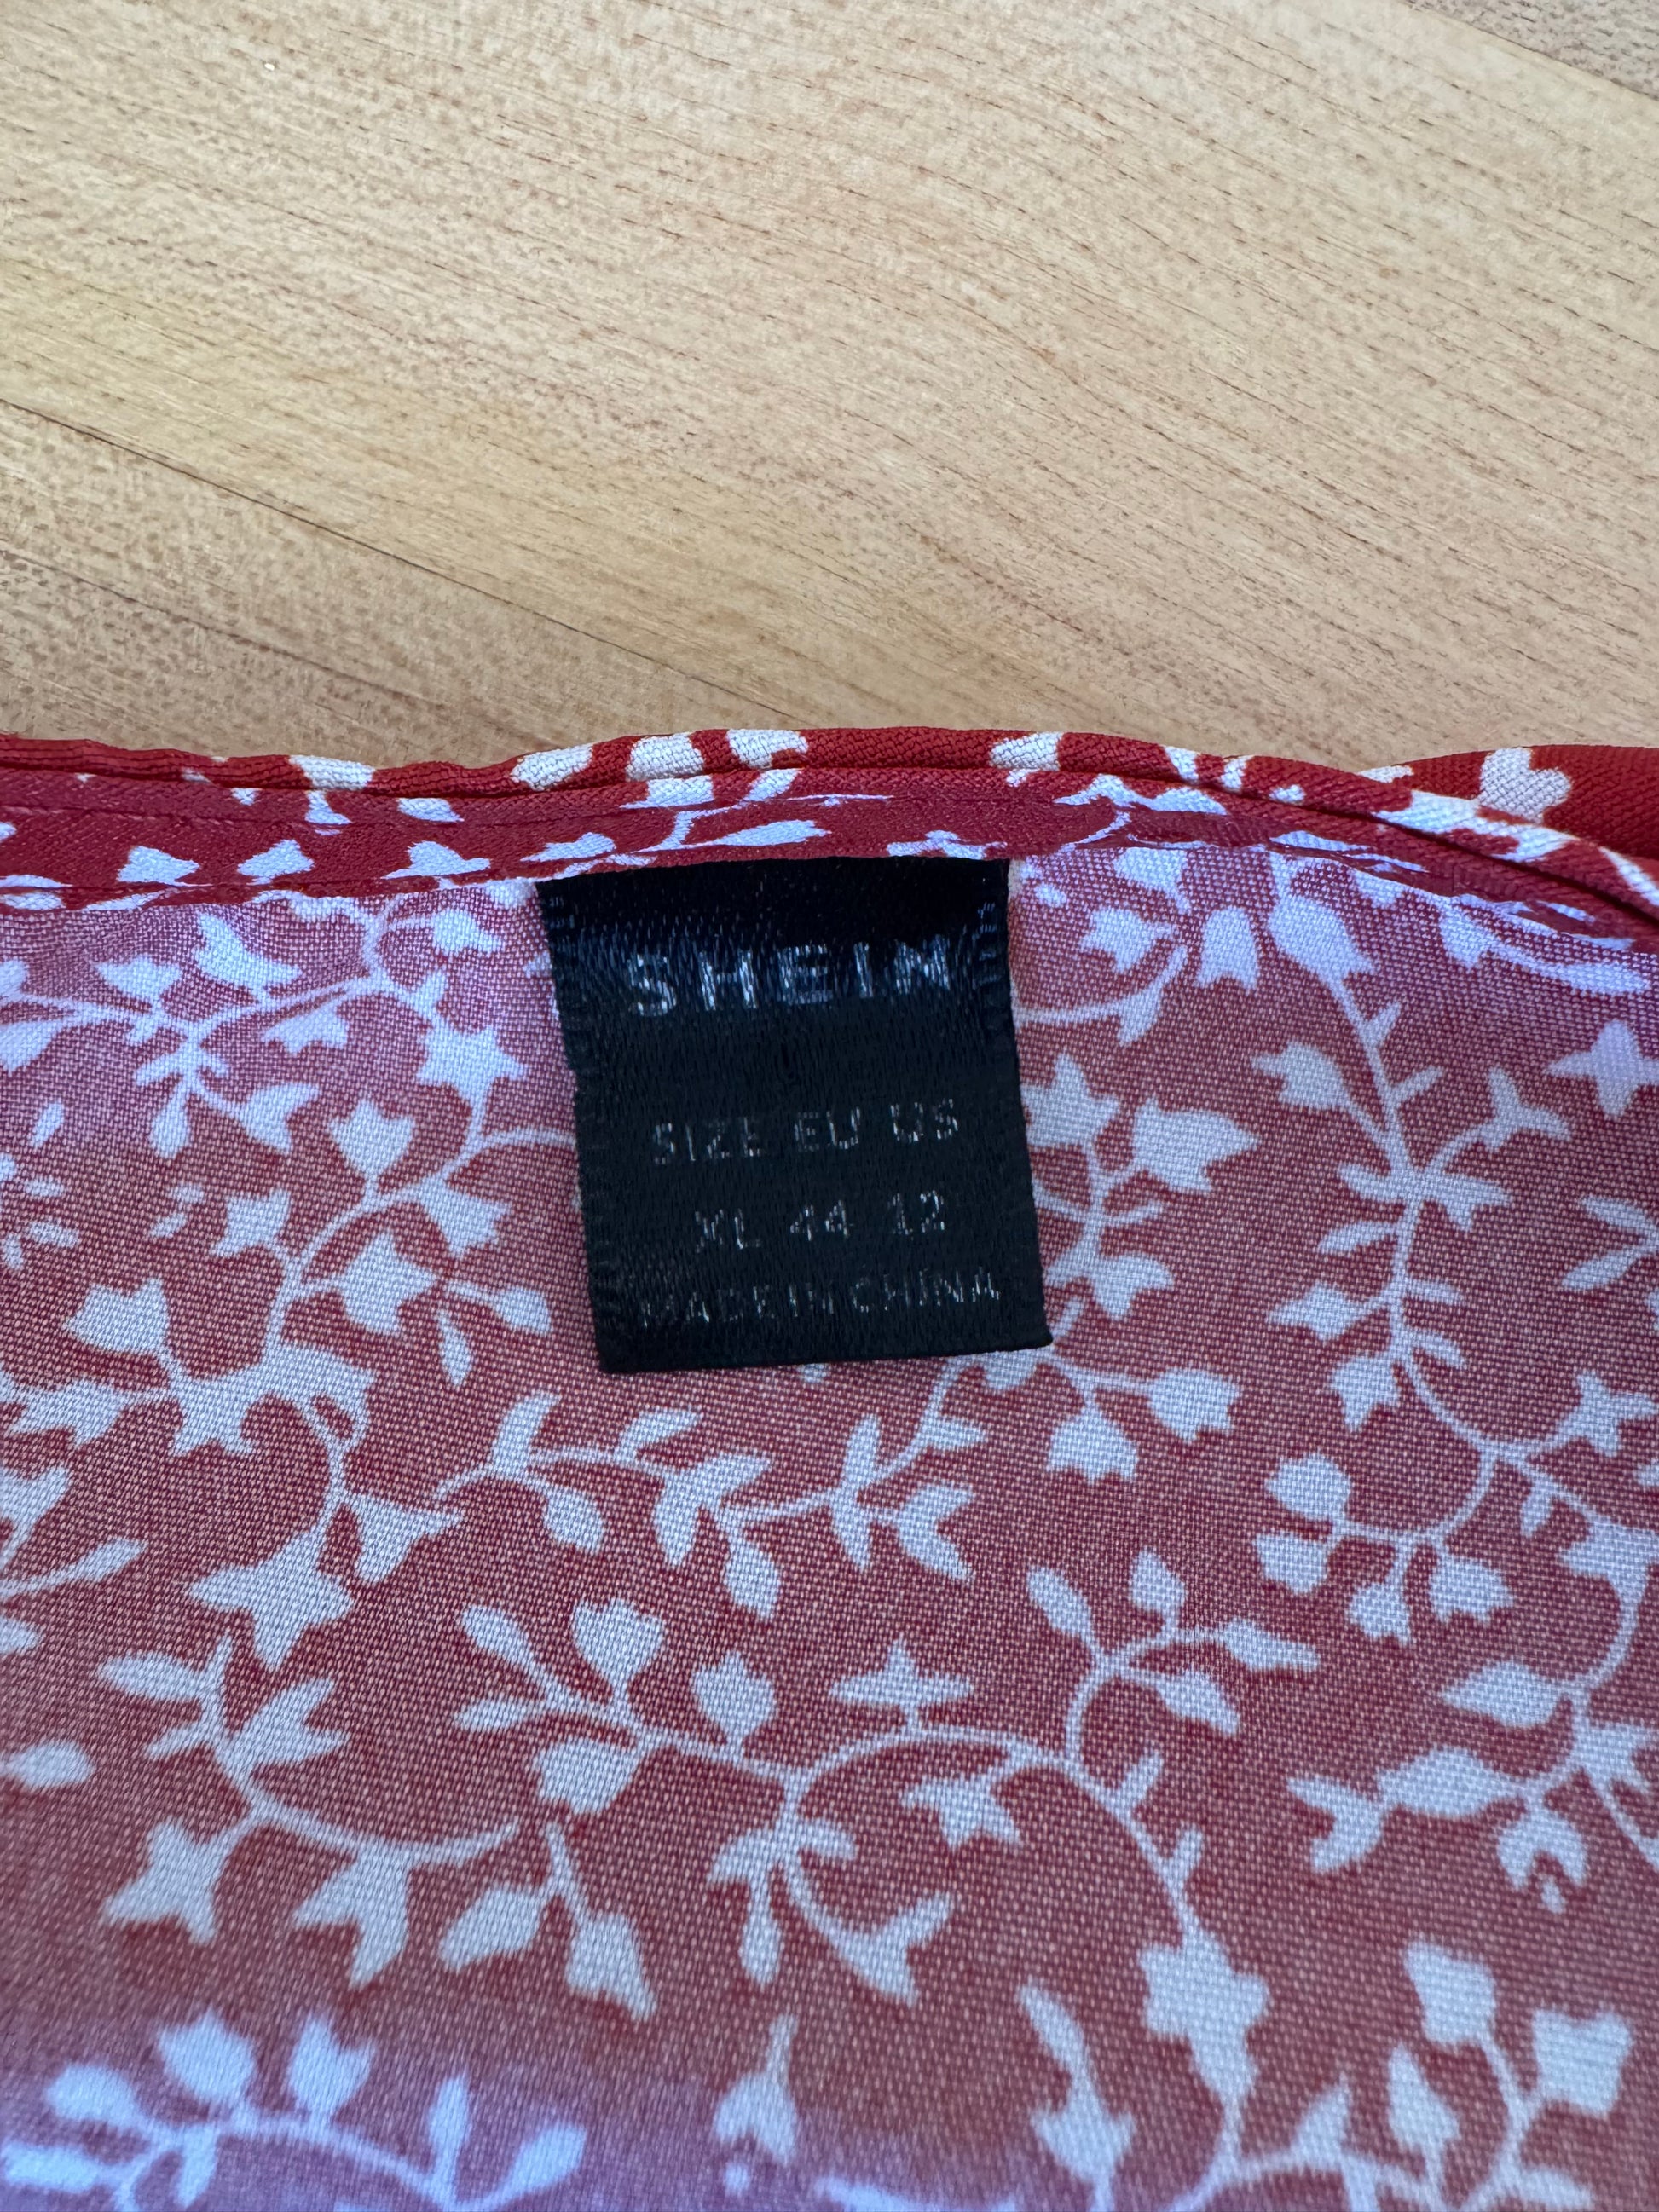 SHEIN
SIZE EU US
XL 44 12
MADE IN CHINA